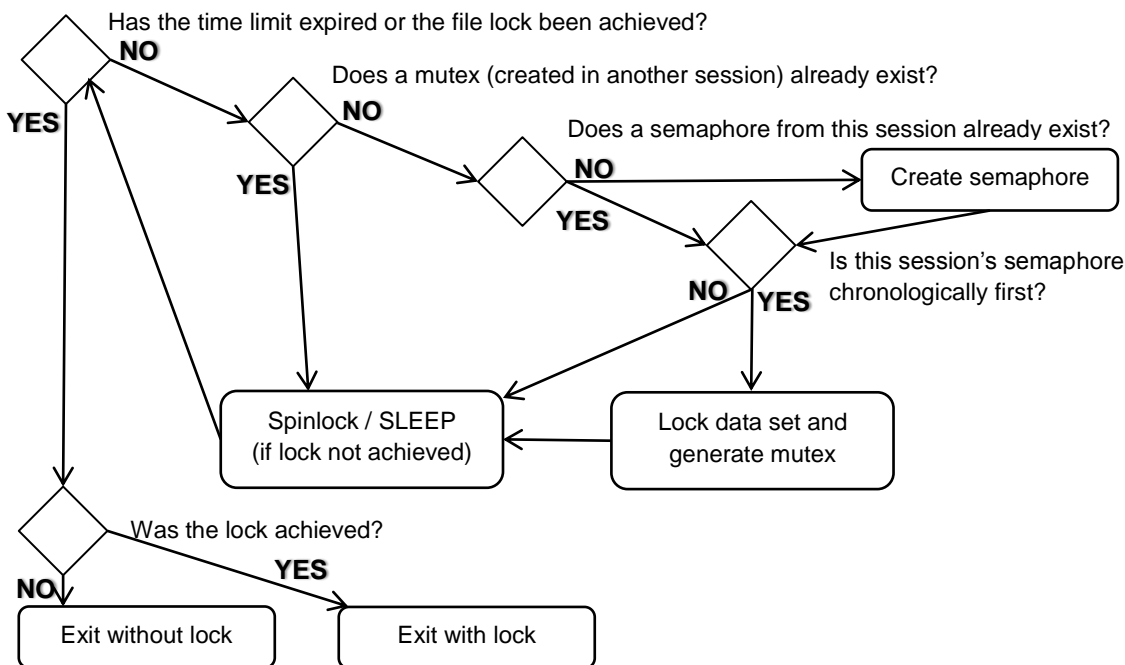 Has the time limit expired or the file lock been achieved?
NO
Does a mutex (created in another session) already exist?
YES
NO
Does a semaphore from this session already exist?
YES
NO
Create semaphore
YES
Is this session's semaphore
chronologically first?
NO
YES
Spinlock / SLEEP
(if lock not achieved)
Lock data set and
generate mutex
Was the lock achieved?
YES
NO
Exit without lock
Exit with lock